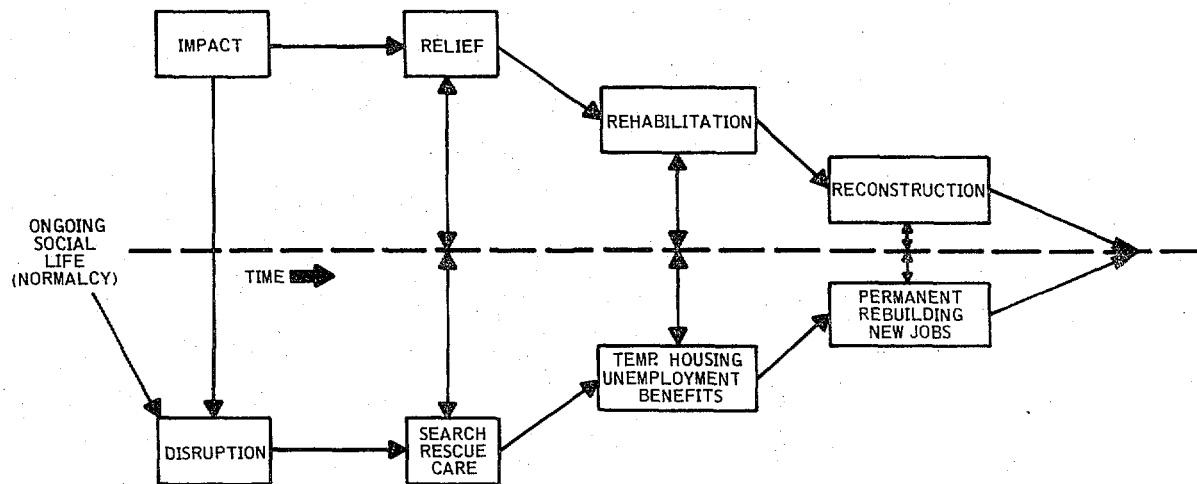 IMPACT
RELIEF
REHABILITATION
RECONSTRUCTION
ONGOING
SOCIAL
LIFE
(NORMALCY)
TIME
PERMANENT
REBUILDING
NEW JOBS
TEMP. HOUSING
UNEMPLOYMENT
BENEFITS
DISRUPTION
SEARCH
RESCUE
CARE